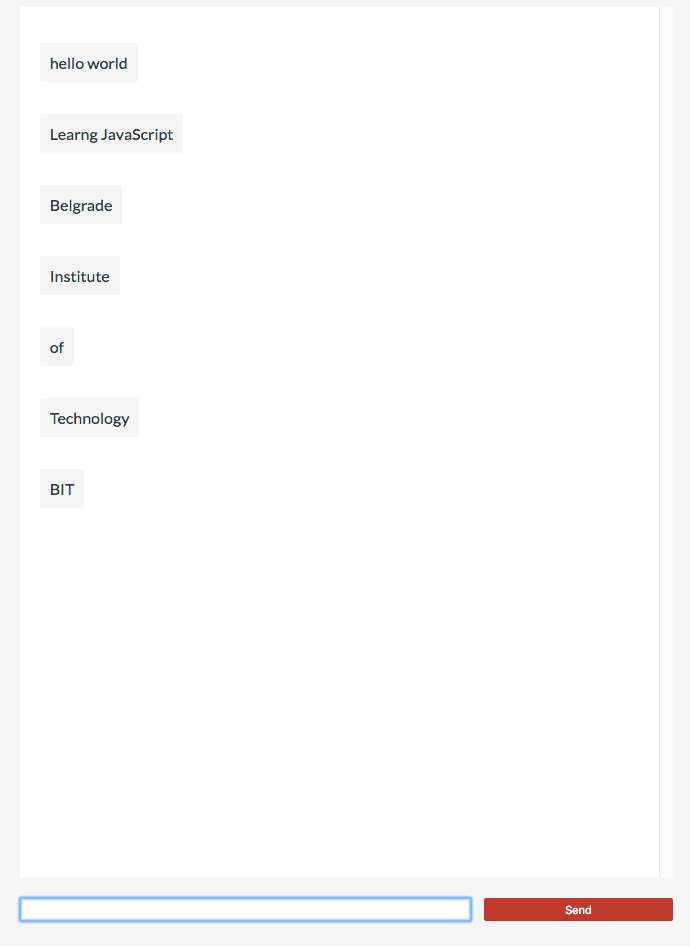 hello world
Learng JavaScript
Belgrade
Institute
of
Technology
BIT
Send